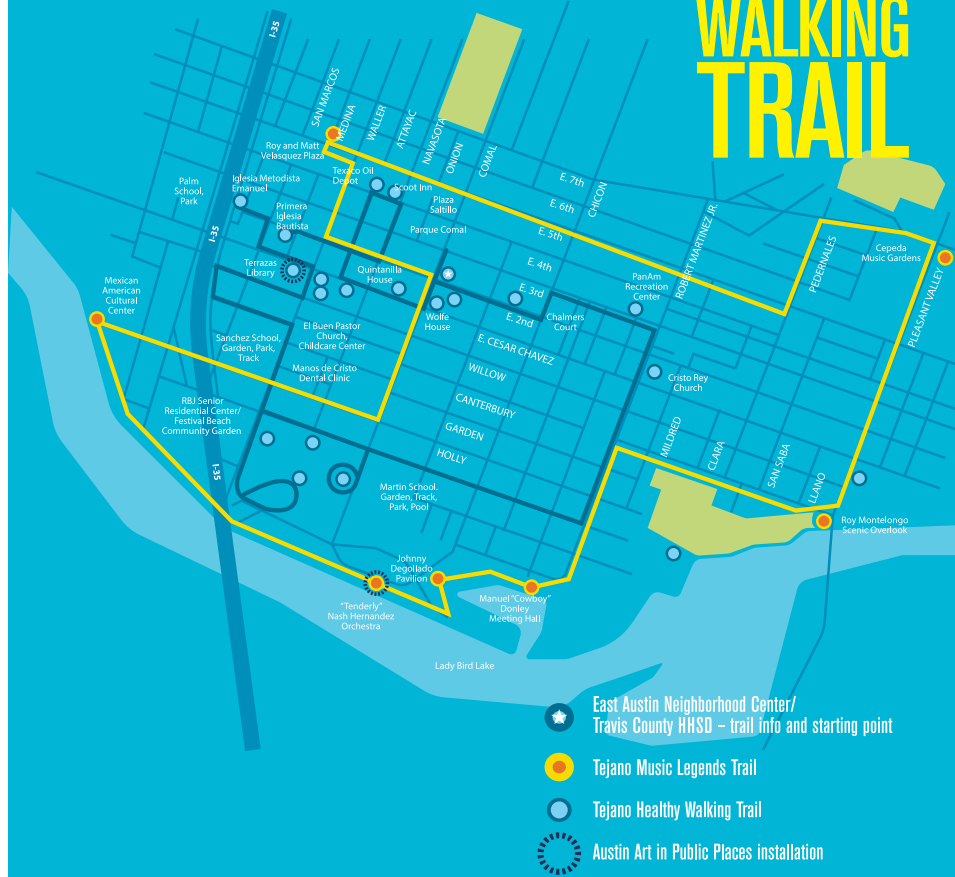 WALKING
TRAIL
I-35
SAN MARCOS
MEDINA
WALLER
ATTAYAC
NAVASOTA
ONION
COMAL
Roy and Matt
Velasquez Plaza
Texaco Oil
Depot
Scoot Inn
Iglesia Metodista
Emanuel
Palm
School,
Park
Primera
Iglesia
Bautista
Plaza
Saltillo
Parque Comal
E. 7th
E. 6th
E. 5th
E. 4th
E. 3rd
E. 2nd
CHICON
ROBERT MARTINEZ JR.
PEDERNALES
Cepeda
Music Gardens
PLEASANT VALLEY
I-35
Terrazas
Library
Quintanilla
House
PanAm
Recreation
Center
Mexican
American
Cultural
Center
Wolfe
House
Chalmers
Court
Sanchez School,
Garden, Park,
Track
El Buen Pastor
Church,
Childcare Center
Manos de Cristo
Dental Clinic
E. CESAR CHAVEZ
WILLOW
CANTERBURY
GARDEN
HOLLY
Cristo Rey
Church
RBJ Senior
Residential Center/
Festival Beach
Community Garden
MILDRED
CLARA
SAN SABA
LLANO
I-35
Martin School.
Garden, Track,
Park, Pool
Roy Montelongo
Scenic Overlook
Johnny
Degollado
Pavilion
"Tenderly"
Nash Hernandez
Orchestra
Manuel "Cowboy"
Donley
Meeting Hall
Lady Bird Lake
East Austin Neighborhood Center/
Travis County HHSD – trail info and starting point
Tejano Music Legends Trail
Tejano Healthy Walking Trail
Austin Art in Public Places installation